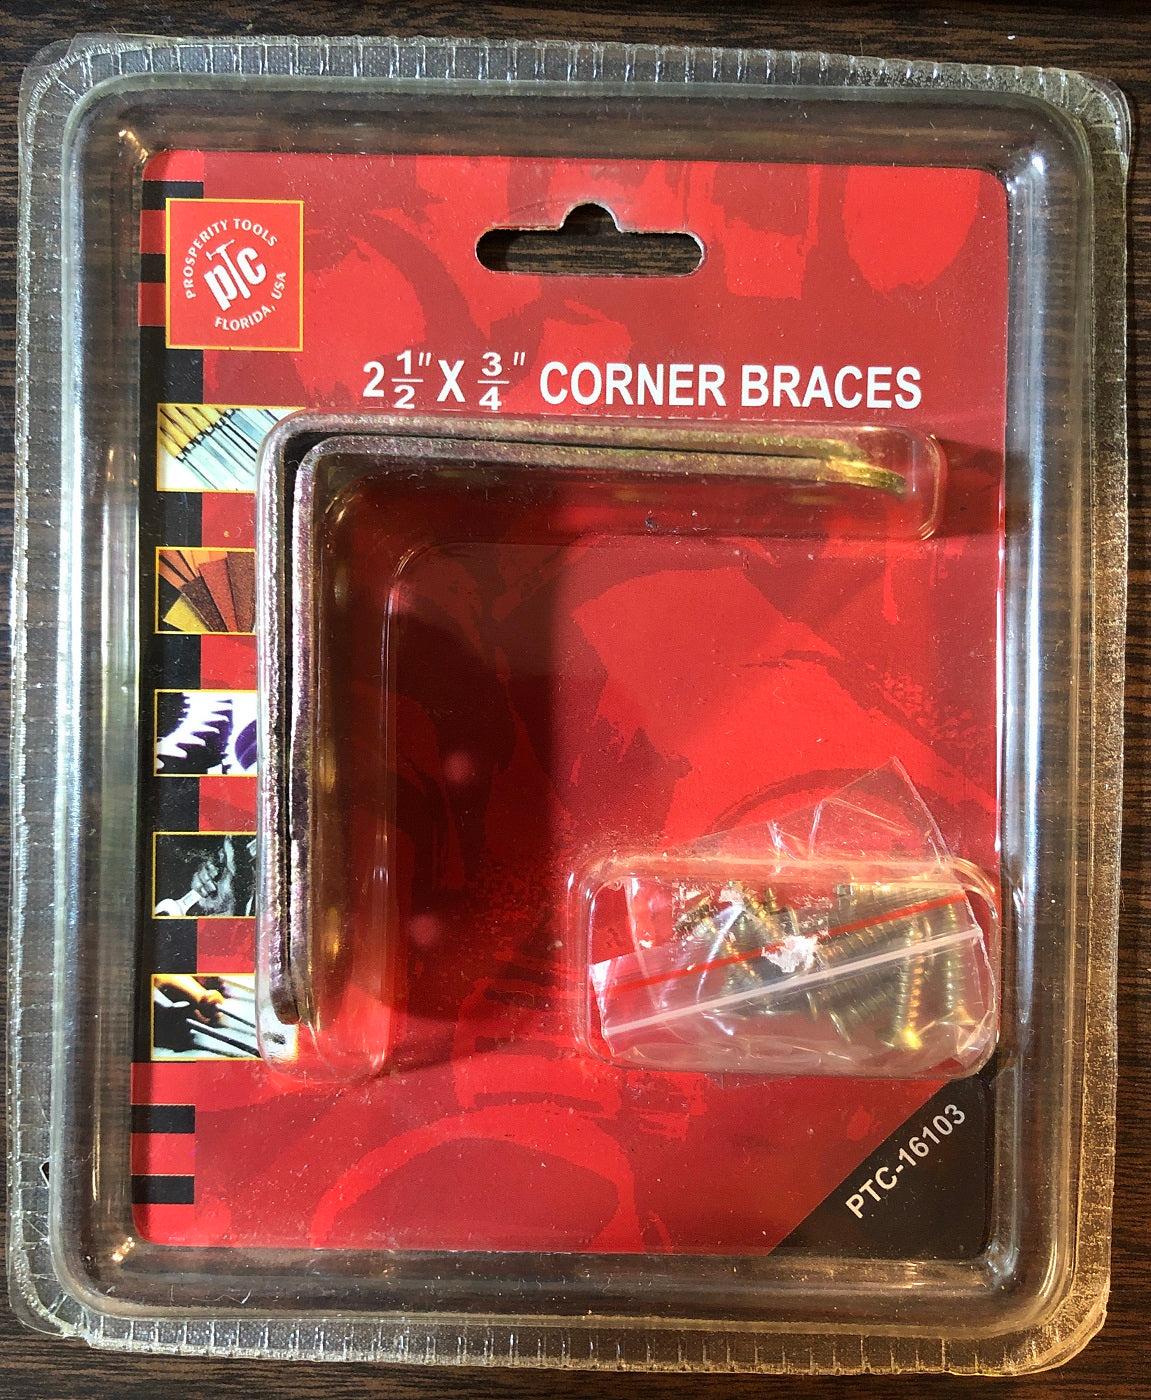 PROSPERITY TOOLS
PTC
FLORIDA, USA
2 1/2" X 3/4" CORNER BRACES
PTC-16103